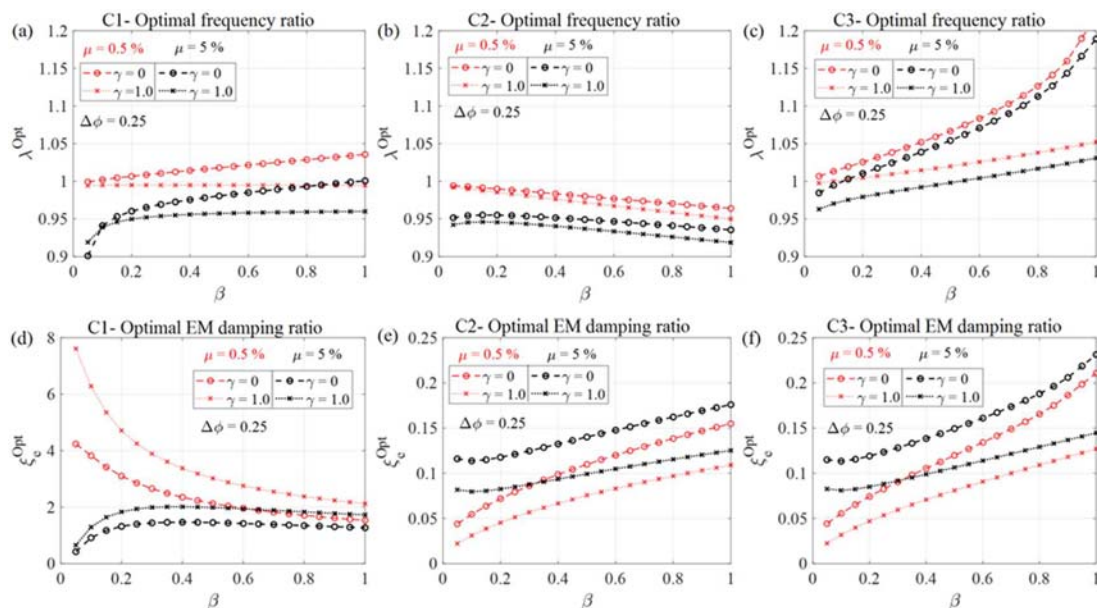 (a) C1- Optimal frequency ratio
1.2
1.15
1.1
1.05
1
0.95
0.9
λ^Opt
μ = 0.5 % μ = 5 %
γ = 0 γ = 0
γ = 1.0 γ = 1.0
Δϕ = 0.25
0 0.2 0.4 0.6 0.8 1
β
(b) C2- Optimal frequency ratio
1.2
1.15
1.1
1.05
1
0.95
0.9
λ^Opt
μ = 0.5 % μ = 5 %
γ = 0 γ = 0
γ = 1.0 γ = 1.0
Δϕ = 0.25
0 0.2 0.4 0.6 0.8 1
β
(c) C3- Optimal frequency ratio
1.2
1.15
1.1
1.05
1
0.95
0.9
λ^Opt
μ = 0.5 % μ = 5 %
γ = 0 γ = 0
γ = 1.0 γ = 1.0
Δϕ = 0.25
0 0.2 0.4 0.6 0.8 1
β
(d) C1- Optimal EM damping ratio
8
6
4
2
0
ξ_e^Opt
μ = 0.5 % μ = 5 %
γ = 0 γ = 0
γ = 1.0 γ = 1.0
Δϕ = 0.25
0 0.2 0.4 0.6 0.8 1
β
(e) C2- Optimal EM damping ratio
0.25
0.2
0.15
0.1
0.05
0
ξ_e^Opt
μ = 0.5 % μ = 5 %
γ = 0 γ = 0
γ = 1.0 γ = 1.0
Δϕ = 0.25
0 0.2 0.4 0.6 0.8 1
β
(f) C3- Optimal EM damping ratio
0.25
0.2
0.15
0.1
0.05
0
ξ_e^Opt
μ = 0.5 % μ = 5 %
γ = 0 γ = 0
γ = 1.0 γ = 1.0
Δϕ = 0.25
0 0.2 0.4 0.6 0.8 1
β